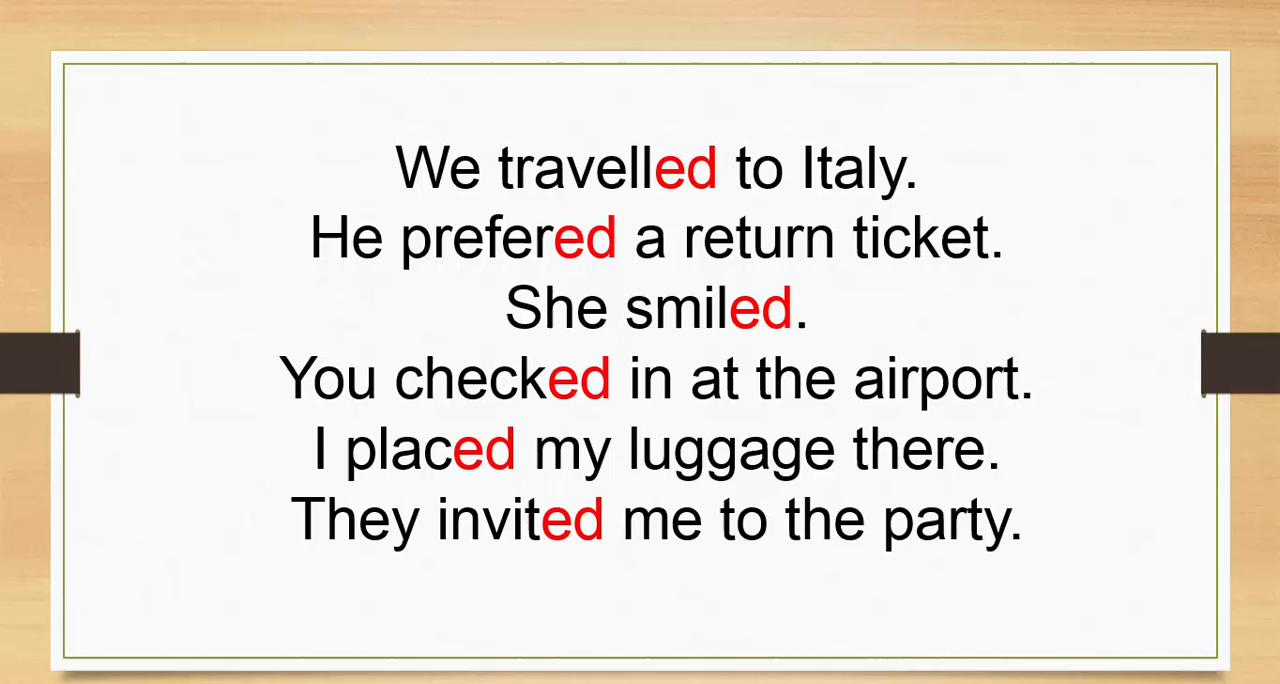 We travelled to Italy.
He prefered a return ticket.
She smiled.
You checked in at the airport.
I placed my luggage there.
They invited me to the party.